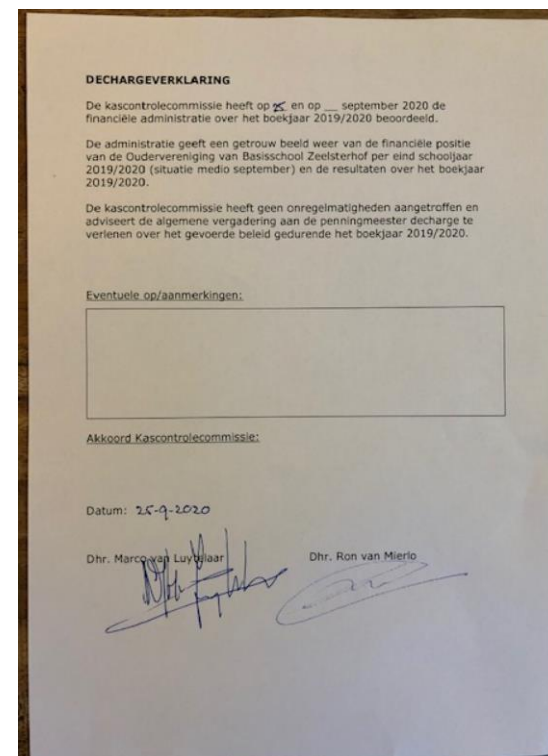 DECHARGEVERKLARING
De kascontrolecommissie heeft op 25 en op __ september 2020 de
financiële administratie over het boekjaar 2019/2020 beoordeeld.
De administratie geeft een getrouw beeld weer van de financiële positie
van de Oudervereniging van Basisschool Zeelsterhof per eind schooljaar
2019/2020 (situatie medio september) en de resultaten over het boekjaar
2019/2020.
De kascontrolecommissie heeft geen onregelmatigheden aangetroffen en
adviseert de algemene vergadering aan de penningmeester decharge te
verlenen over het gevoerde beleid gedurende het boekjaar 2019/2020.
Eventuele op/aanmerkingen:
Akkoord Kascontrolecommissie:
Datum: 25-9-2020
Dhr. Marco van Luytelaar Dhr. Ron van Mierlo